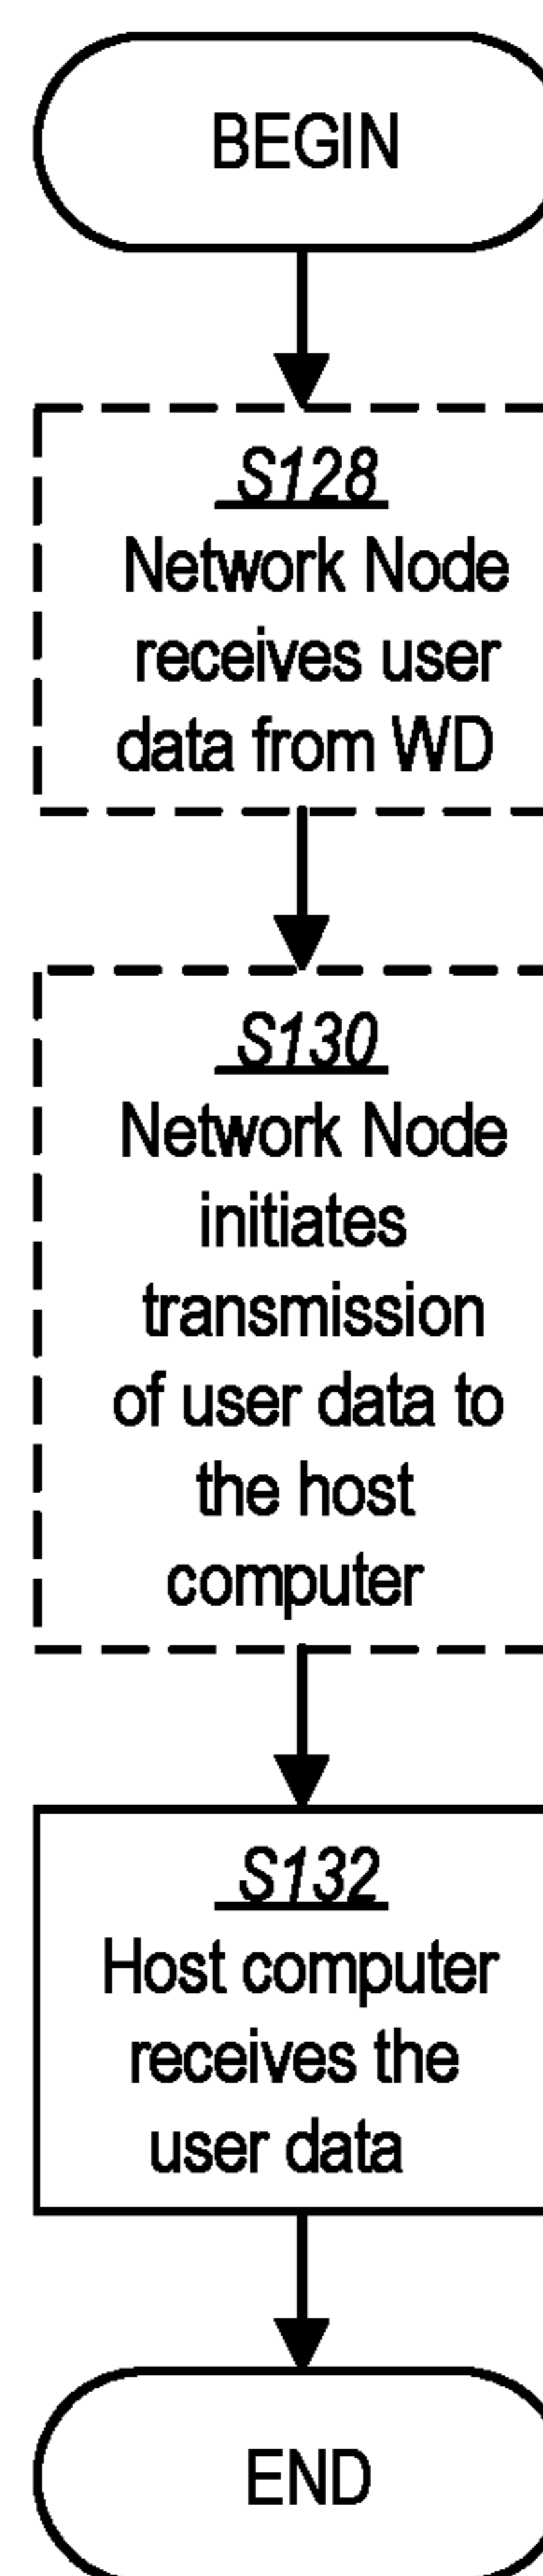 BEGIN
S128
Network Node
receives user
data from WD
S130
Network Node
initiates
transmission
of user data to
the host
computer
S132
Host computer
receives the
user data
END